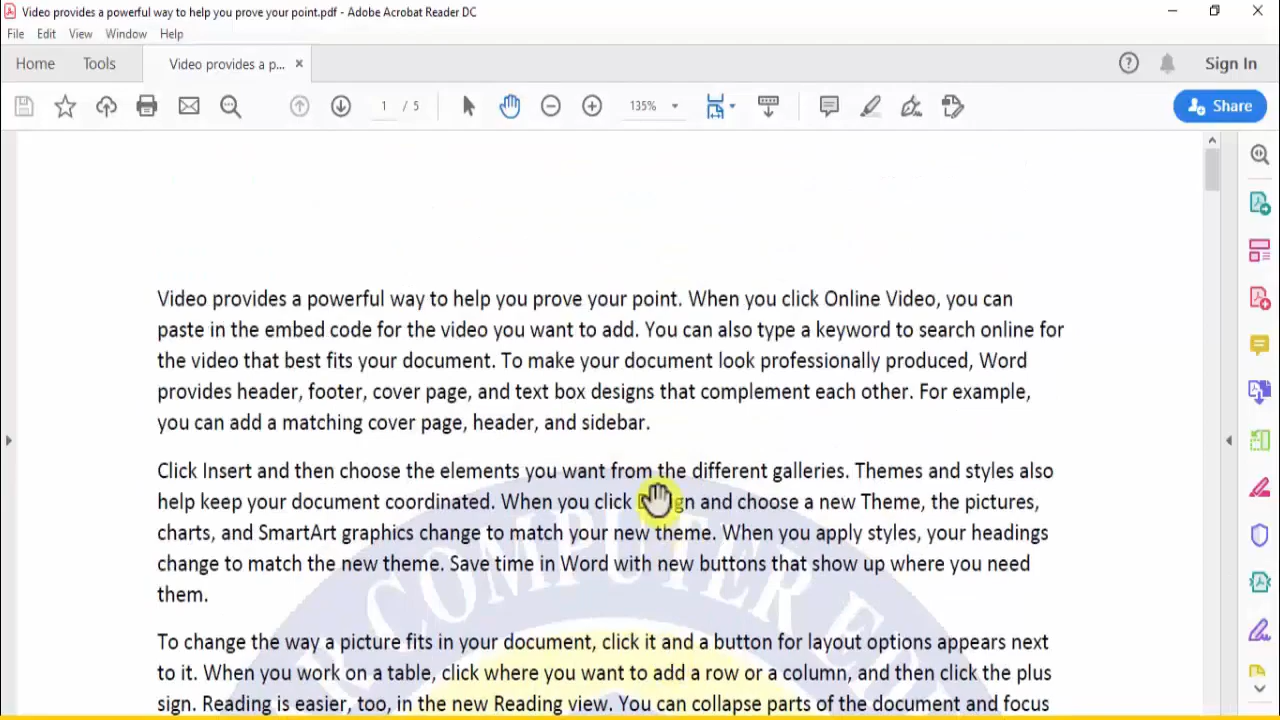 Video provides a powerful way to help you prove your point.pdf - Adobe Acrobat Reader DC
File Edit View Window Help
Home Tools Video provides a p... × Sign In
1 / 5 135% Share
Video provides a powerful way to help you prove your point. When you click Online Video, you can
paste in the embed code for the video you want to add. You can also type a keyword to search online for
the video that best fits your document. To make your document look professionally produced, Word
provides header, footer, cover page, and text box designs that complement each other. For example,
you can add a matching cover page, header, and sidebar.
Click Insert and then choose the elements you want from the different galleries. Themes and styles also
help keep your document coordinated. When you click and choose a new Theme, the pictures,
charts, and SmartArt graphics change to match your new theme. When you apply styles, your headings
change to match the new theme. Save time in Word with new buttons that show up where you need
them.
COMPUTER
To change the way a picture fits in your document, click it and a button for layout options appears next
to it. When you work on a table, click where you want to add a row or a column, and then click the plus
sign. Reading is easier, too, in the new Reading view. You can collapse parts of the document and focus